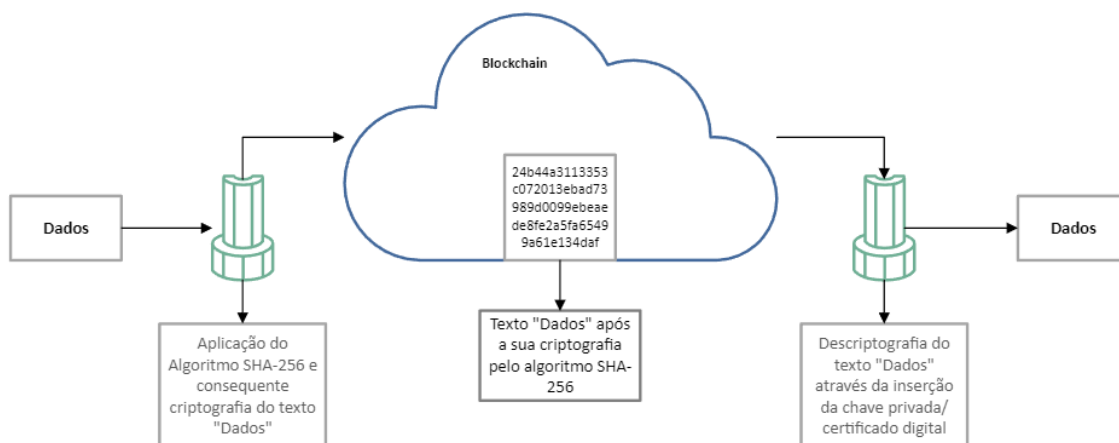 Blockchain
24b44a3113353
c072013ebad73
989d0099ebeae
de8fe2a5fa6549
9a61e134daf
Dados
Dados
Aplicação do
Algoritmo SHA-256 e
consequente
criptografia do texto
"Dados"
Texto "Dados" após
a sua criptografia
pelo algoritmo SHA-
256
Descriptografia do
texto "Dados"
através da inserção
da chave privada/
certificado digital